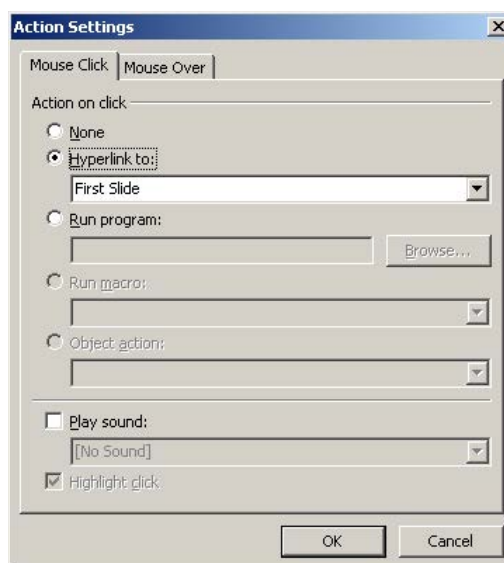 Action Settings
Mouse Click Mouse Over
Action on click
None
Hyperlink to:
First Slide
Run program:
Browse...
Run macro:
Object action:
Play sound:
[No Sound]
Highlight click
OK Cancel